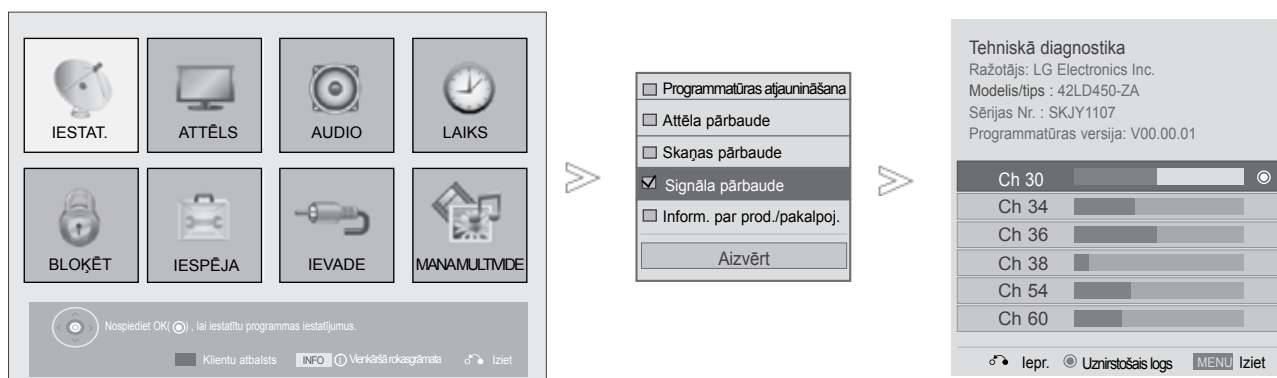 IESTAT.
ATTĒLS
AUDIO
LAIKS
BLOĶĒT
IESPĒJA
IEVADE
MANAMULTIVIDE
Nospiediet OK( ) , lai iestatītu programmas iestatījumus.
Klientu atbalsts INFO i Vienkāršā rokasgrāmata Iziet
Programmatūras atjaunināšana
Attēla pārbaude
Skaņas pārbaude
Signāla pārbaude
Inform. par prod./pakalpoj.
Aizvērt
Tehniskā diagnostika
Ražotājs: LG Electronics Inc.
Modelis/tips : 42LD450-ZA
Sērijas Nr. : SKJY1107
Programmatūras versija: V00.00.01
Ch 30
Ch 34
Ch 36
Ch 38
Ch 54
Ch 60
Iepr. Uznirstošais logs MENU Iziet